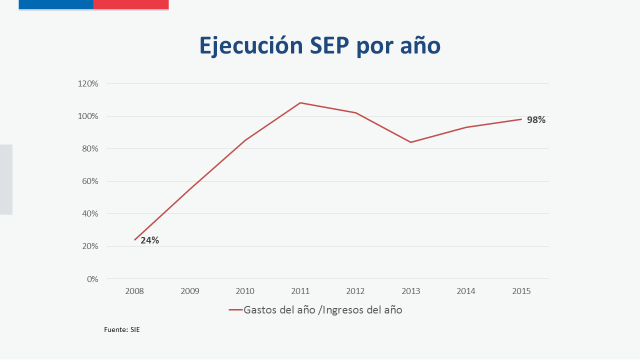 Ejecución SEP por año
120%
100%
80%
60%
40%
20%
0%
98%
24%
2008 2009 2010 2011 2012 2013 2014 2015
Gastos del año /Ingresos del año
Fuente: SIE